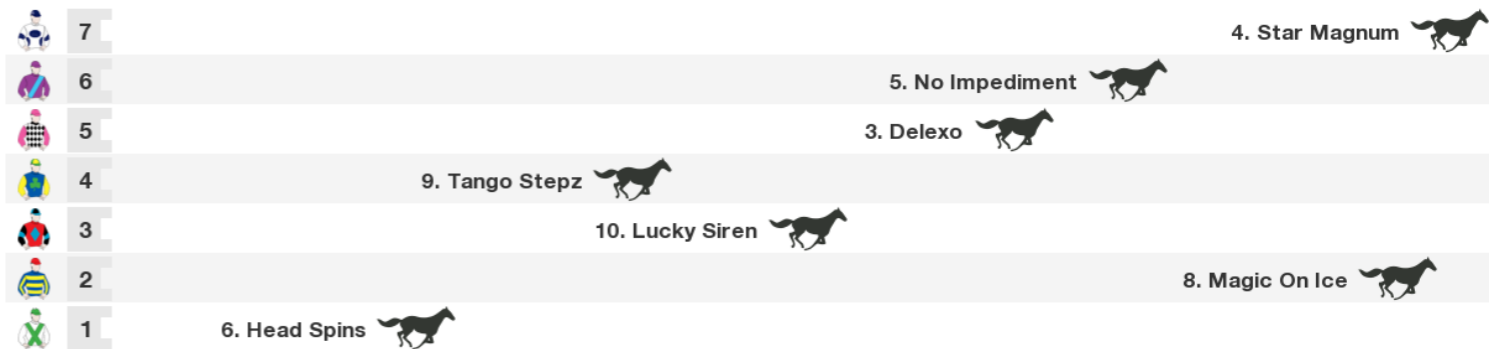 7 4. Star Magnum
6 5. No Impediment
5 3. Delexo
4 9. Tango Stepz
3 10. Lucky Siren
2 8. Magic On Ice
1 6. Head Spins